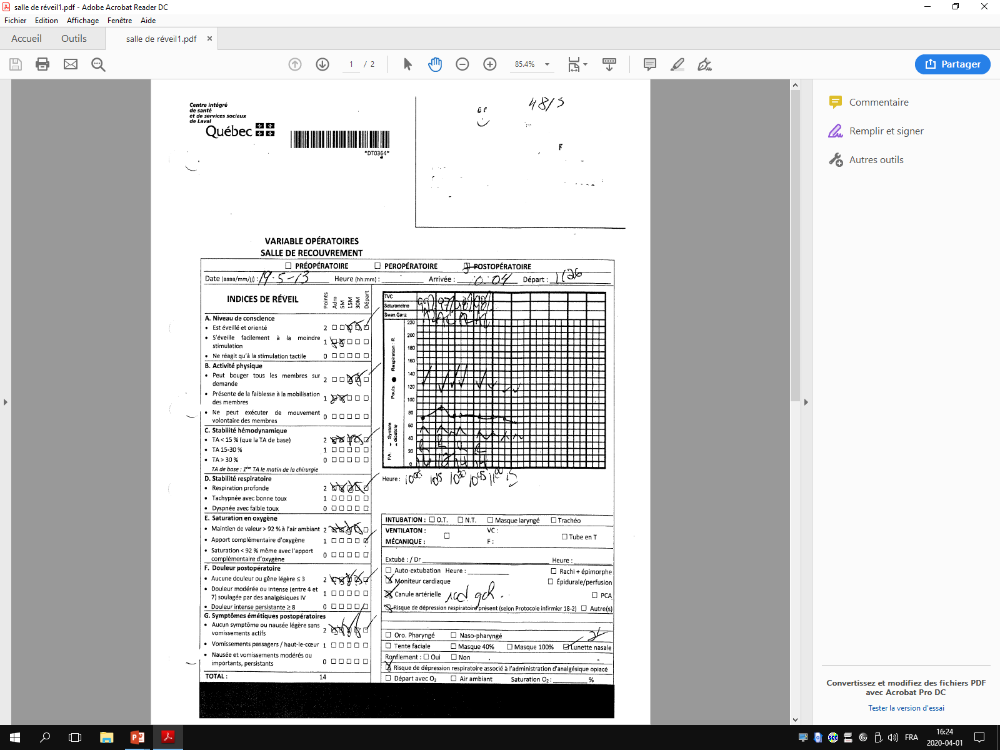 salle de réveil1.pdf - Adobe Acrobat Reader DC
Fichier Edition Affichage Fenêtre Aide
Accueil Outils salle de réveil1.pdf ×
1 / 2 85.4% Partager
Commentaire
Remplir et signer
Autres outils
Centre intégré
de santé
et de services sociaux
de Laval
Québec
*DT0364*
48/5
F
VARIABLE OPÉRATOIRES
SALLE DE RECOUVREMENT
PRÉOPÉRATOIRE PEROPÉRATOIRE POSTOPÉRATOIRE
Date (aaaa/mm/jj) : 19-5-13 Heure (hh:mm) : Arrivée : 10:04 Départ : 1126
INDICES DE RÉVEIL Points Adm 5M 15M 30M Départ
A. Niveau de conscience
• Est éveillé et orienté 2
• S'éveille facilement à la moindre
stimulation 1
• Ne réagit qu'à la stimulation tactile 0
B. Activité physique
• Peut bouger tous les membres sur
demande 2
• Présente de la faiblesse à la mobilisation
des membres 1
• Ne peut exécuter de mouvement
volontaire des membres 0
C. Stabilité hémodynamique
• TA < 15 % (que la TA de base) 2
• TA 15-30 % 1
• TA > 30 % 0
TA de base : 1ère TA le matin de la chirurgie
D. Stabilité respiratoire
• Respiration profonde 2
• Tachypnée avec bonne toux 1
• Dyspnée avec faible toux 0
E. Saturation en oxygène
• Maintien de valeur > 92 % à l'air ambiant 2
• Apport complémentaire d'oxygène 1
• Saturation < 92 % même avec l'apport
complémentaire d'oxygène 0
F. Douleur postopératoire
• Aucune douleur ou gêne légère ≤ 3 2
• Douleur modérée ou intense (entre 4 et
7) soulagée par des analgésiques IV 1
• Douleur intense persistante ≥ 8 0
G. Symptômes émétiques postopératoires
• Aucun symptôme ou nausée légère sans
vomissements actifs 2
• Vomissements passagers / haut-le-cœur 1
• Nausée et vomissements modérés ou
importants, persistants 0
TOTAL : 14
TVC
Saturométrie
Swan Ganz
Pouls ● Respiration : R
PA: Systole
diastole
220
200
180
160
140
120
100
80
60
40
20
0
Heure : 10 00 10 15 10 30 10 45 11 00 15
INTUBATION : O.T. N.T. Masque laryngé Trachéo
VENTILATON : VC :
Tube en T
MÉCANIQUE : F :
Extubé : / Dr Heure :
Auto-extubation Heure : Rachi + épimorphe
Moniteur cardiaque Épidurale/perfusion
Canule artérielle rad gch. PCA
Risque de dépression respiratoire présent (selon Protocole infirmier 18-2) Autre(s)
Oro. Pharyngé Naso-pharyngé
Tente faciale Masque 40% Masque 100% Lunette nasale
Ronflement : Oui Non
Risque de dépression respiratoire associé à l'administration d'analgésique opiacé
Départ avec O₂ Air ambiant Saturation O₂ : %
Convertissez et modifiez des fichiers PDF
avec Acrobat Pro DC
Tester la version d'essai
FRA 16:24
2020-04-01